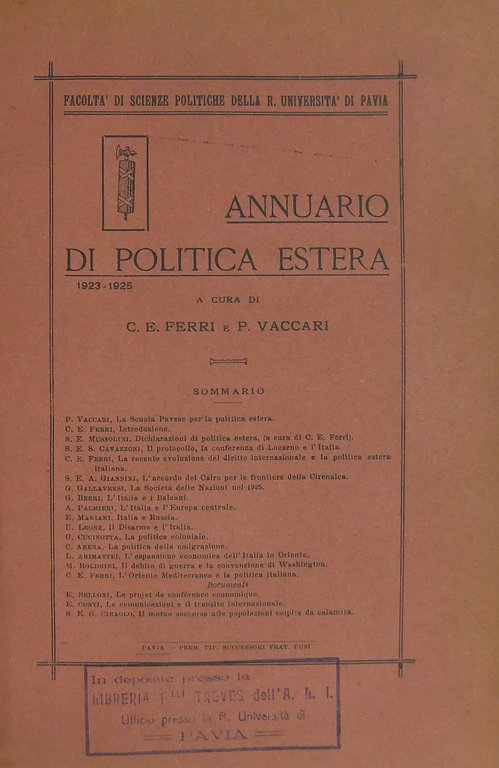 FACOLTA' DI SCIENZE POLITICHE DELLA R. UNIVERSITA' DI PAVIA
ANNUARIO
DI POLITICA ESTERA
1923-1925
A CURA DI
C. E. FERRI E P. VACCARI
SOMMARIO
P. VACCARI, La Scuola Pavese per la politica estera.
C. E. FERRI, Introduzione.
S. E. MUSSOLINI, Dichiarazioni di politica estera, (a cura di C. E. Ferri).
S. E. S. CAVAZZONI, Il protocollo, la conferenza di Locarno e l'Italia.
C. E. FERRI, La recente evoluzione del diritto internazionale e la politica estera
italiana.
S. E. A. GIANNINI, L'accordo del Cairo per le frontiere della Cirenaica.
G. GALLAVRESI, La Società delle Nazioni nel 1925.
G. BERRI, L'Italia e i Balcani.
A. PALMIERI, L'Italia e l'Europa centrale.
E. MARIANI, Italia e Russia.
U. LEONE, Il Disarmo e l'Italia.
G. CUCINOTTA, La politica coloniale.
C. ARENA, La politica della emigrazione.
L. ARIMATTEI, L'espansione economica dell'Italia in Oriente.
M. BOLDRINI, Il debito di guerra e la convenzione di Washington.
C. E. FERRI, L'Oriente Mediterraneo e la politica italiana.
Documenti
E. BELLONI, Le projet de conférence économique.
E. CONTI, Le comunicazioni e il transito internazionale.
S. E. G. CIRAOLO, Il mutuo soccorso alle popolazioni colpite da calamità.
PAVIA - PREM. TIP. SUCCESSORI FRAT. FUSI
In deposito presso la
LIBRERIA F.lli TREVES dell'A. L. I.
Ufficio presso la R. Università di
PAVIA